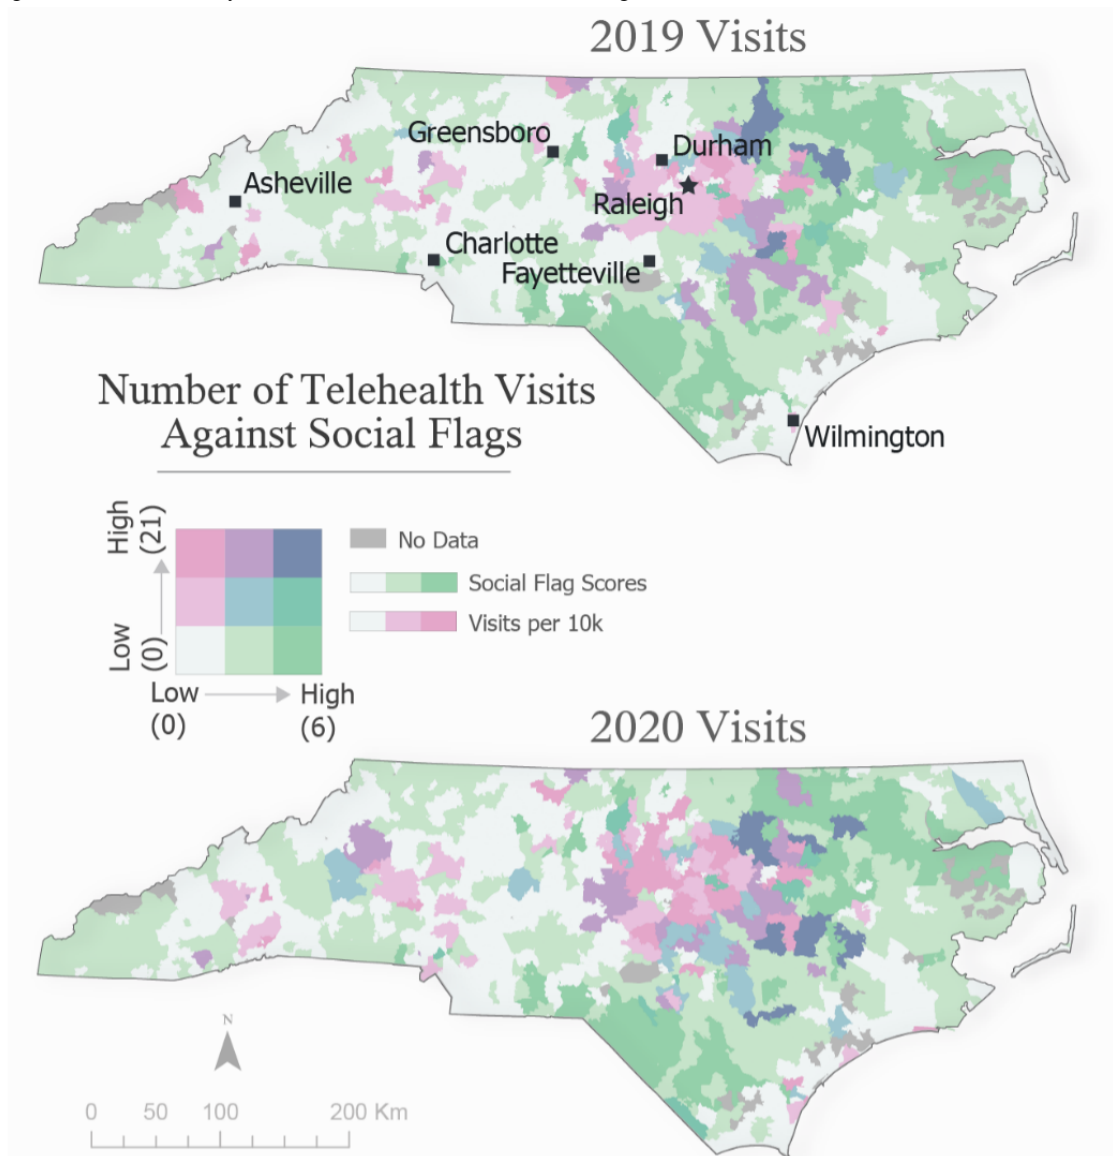 2019 Visits
Greensboro
Durham
Asheville
Raleigh
Charlotte
Fayetteville
Wilmington
Number of Telehealth Visits
Against Social Flags
High
(21)
Low
(0)
Low
(0)
High
(6)
No Data
Social Flag Scores
Visits per 10k
2020 Visits
N
0 50 100 200 Km